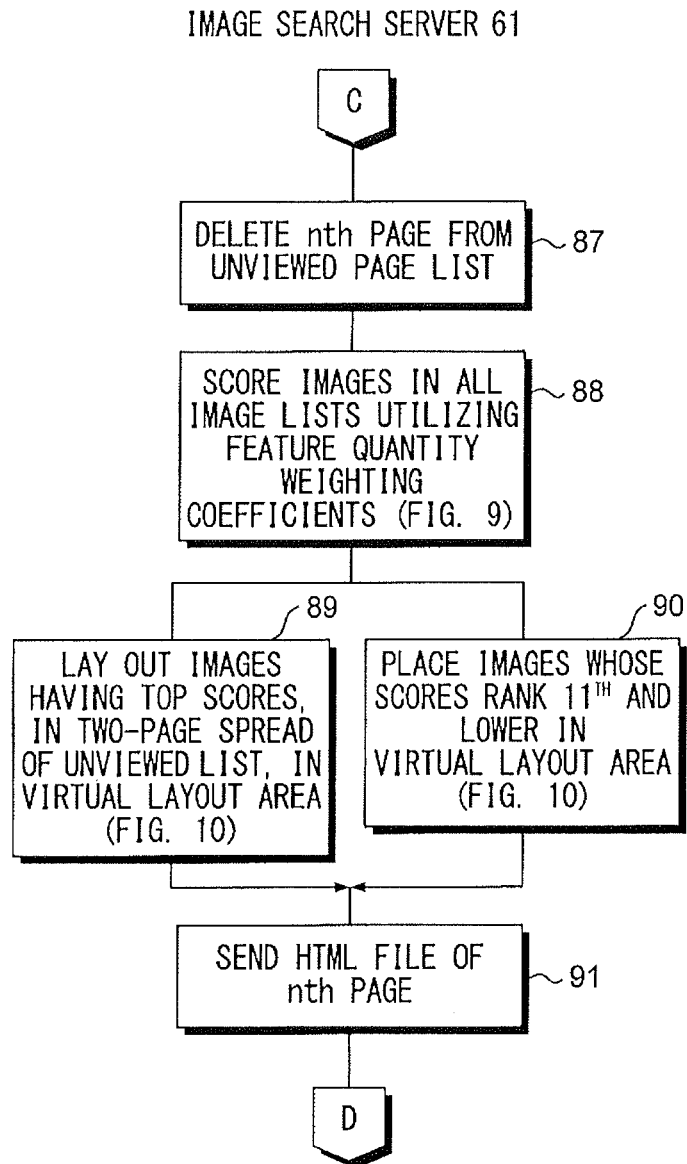 IMAGE SEARCH SERVER 61
C
DELETE nth PAGE FROM
UNVIEWED PAGE LIST
87
SCORE IMAGES IN ALL
IMAGE LISTS UTILIZING
FEATURE QUANTITY
WEIGHTING
COEFFICIENTS (FIG. 9)
88
89
LAY OUT IMAGES
HAVING TOP SCORES,
IN TWO-PAGE SPREAD
OF UNVIEWED LIST, IN
VIRTUAL LAYOUT AREA
(FIG. 10)
90
PLACE IMAGES WHOSE
SCORES RANK 11TH AND
LOWER IN
VIRTUAL LAYOUT AREA
(FIG. 10)
SEND HTML FILE OF
nth PAGE
91
D